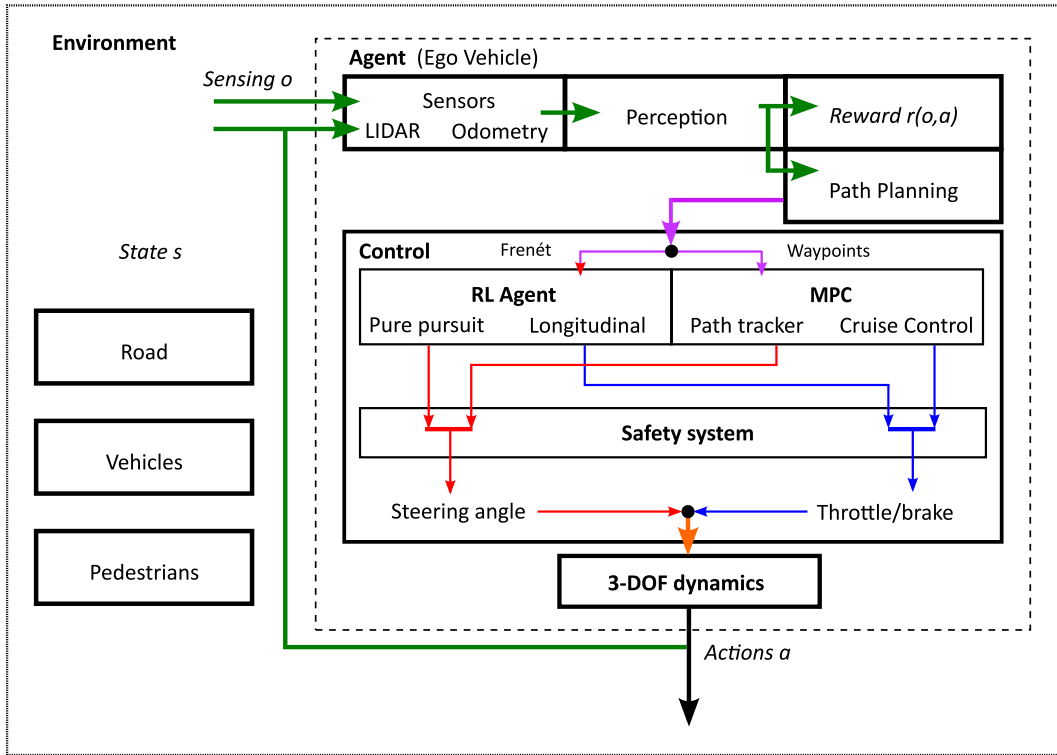 Environment
Agent (Ego Vehicle)
Sensing o
Sensors
LIDAR Odometry
Perception
Reward r(o,a)
Path Planning
State s
Control
Frenét
Waypoints
RL Agent
Pure pursuit Longitudinal
MPC
Path tracker Cruise Control
Road
Vehicles
Pedestrians
Safety system
Steering angle
Throttle/brake
3-DOF dynamics
Actions a